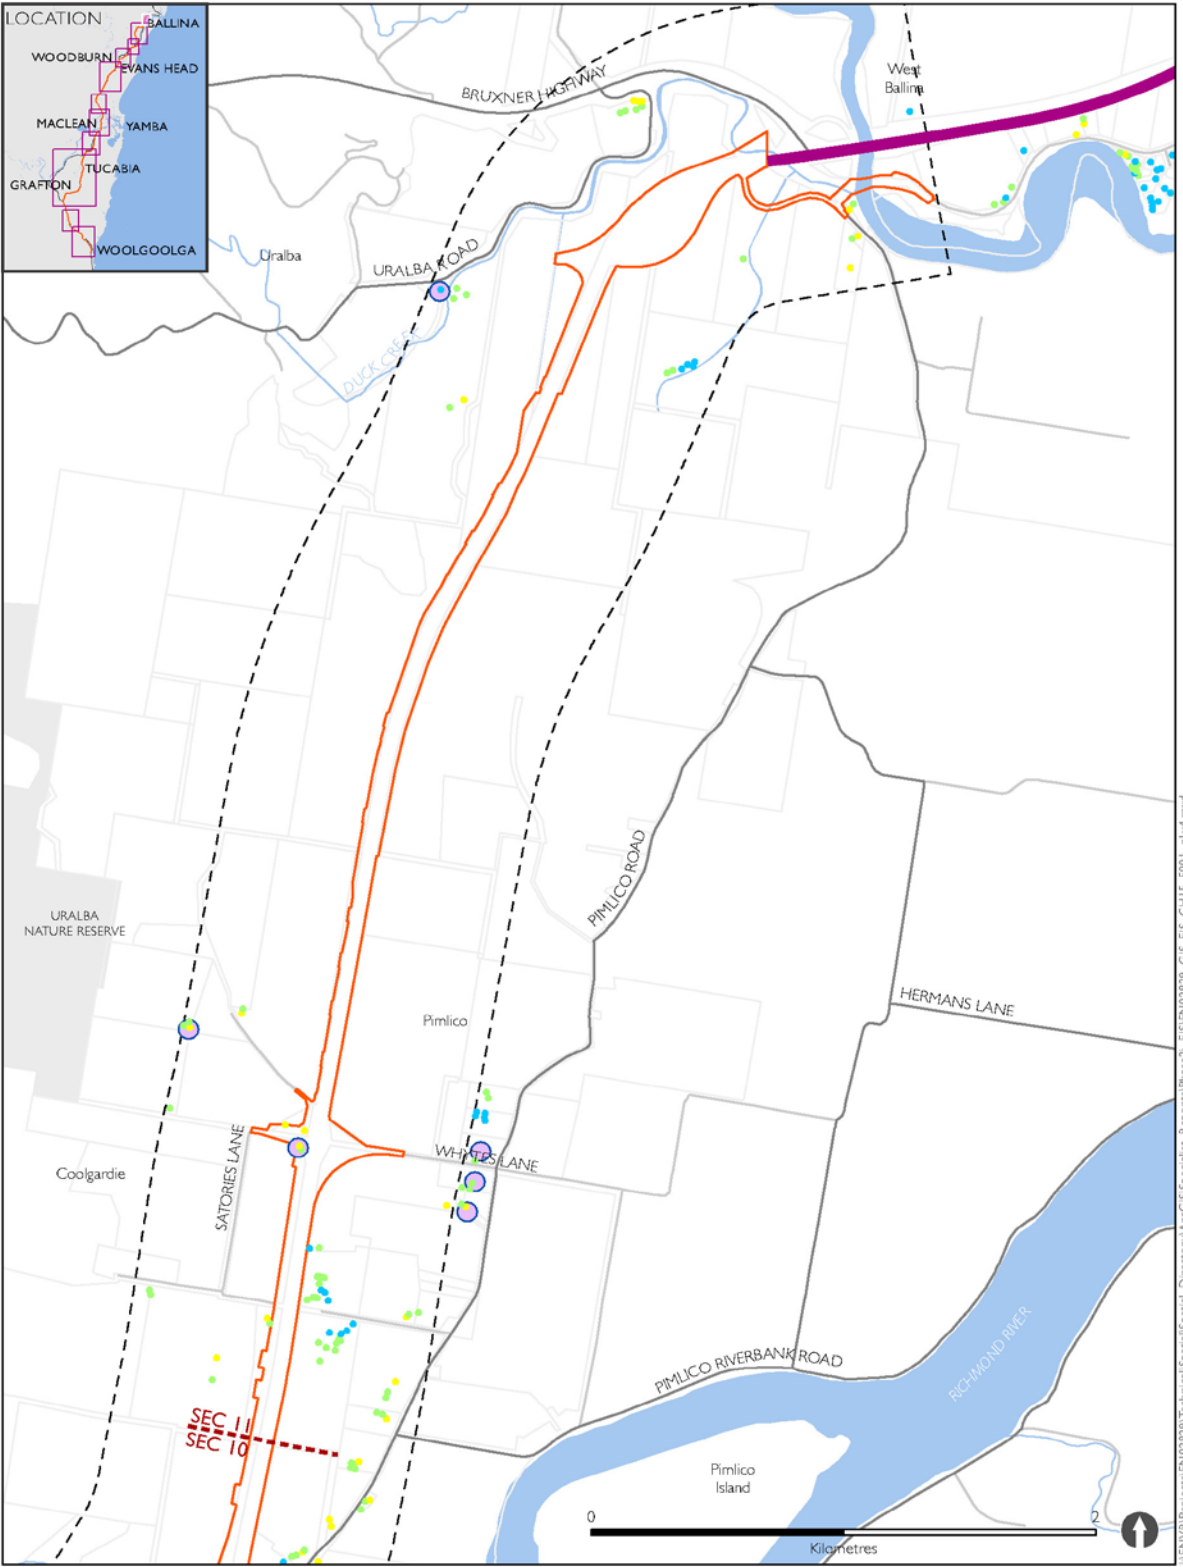 LOCATION
BALLINA
WOODBURN
EVANS HEAD
MACLEAN
YAMBA
TUCABIA
GRAFTON
WOOLGOOLGA
BRUXNER HIGHWAY
West
Ballina
Uralba
URALBA ROAD
DUCK CREEK
PIMLICO ROAD
URALBA
NATURE RESERVE
Pimlico
HERMANS LANE
SATORIES LANE
WHYTES LANE
Coolgardie
PIMLICO RIVERBANK ROAD
RICHMOND RIVER
SEC 11
SEC 10
Pimlico
Island
0
2
Kilometres